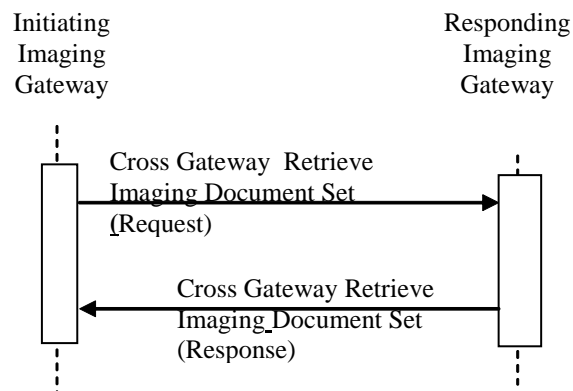 Initiating
Imaging
Gateway
Responding
Imaging
Gateway
Cross Gateway Retrieve
Imaging Document Set
(Request)
Cross Gateway Retrieve
Imaging Document Set
(Response)